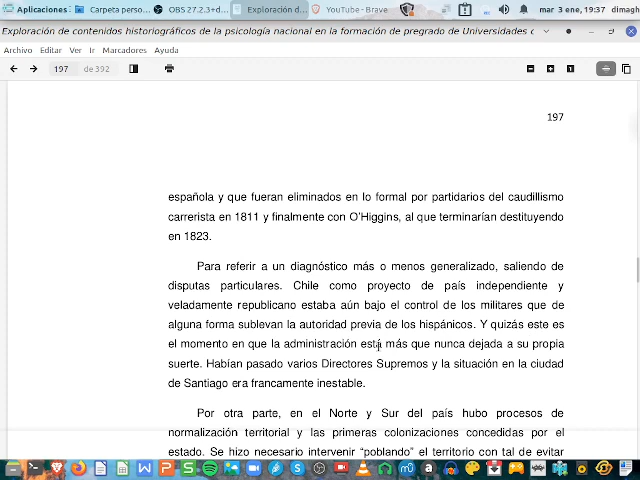 Aplicaciones
Carpeta perso...
OBS 27.2.3+d...
Exploración d...
YouTube - Brave
mar 3 ene, 19:37
dimagh
Exploración de contenidos historiográficos de la psicología nacional en la formación de pregrado de Universidades c
Archivo Editar Ver Ir Marcadores Ayuda
197 de 392
197
española y que fueran eliminados en lo formal por partidarios del caudillismo
carrerista en 1811 y finalmente con O’Higgins, al que terminarían destituyendo
en 1823.
Para referir a un diagnóstico más o menos generalizado, saliendo de
disputas particulares. Chile como proyecto de país independiente y
veladamente republicano estaba aún bajo el control de los militares que de
alguna forma sublevan la autoridad previa de los hispánicos. Y quizás este es
el momento en que la administración está más que nunca dejada a su propia
suerte. Habían pasado varios Directores Supremos y la situación en la ciudad
de Santiago era francamente inestable.
Por otra parte, en el Norte y Sur del país hubo procesos de
normalización territorial y las primeras colonizaciones concedidas por el
estado. Se hizo necesario intervenir “poblando” el territorio con tal de evitar